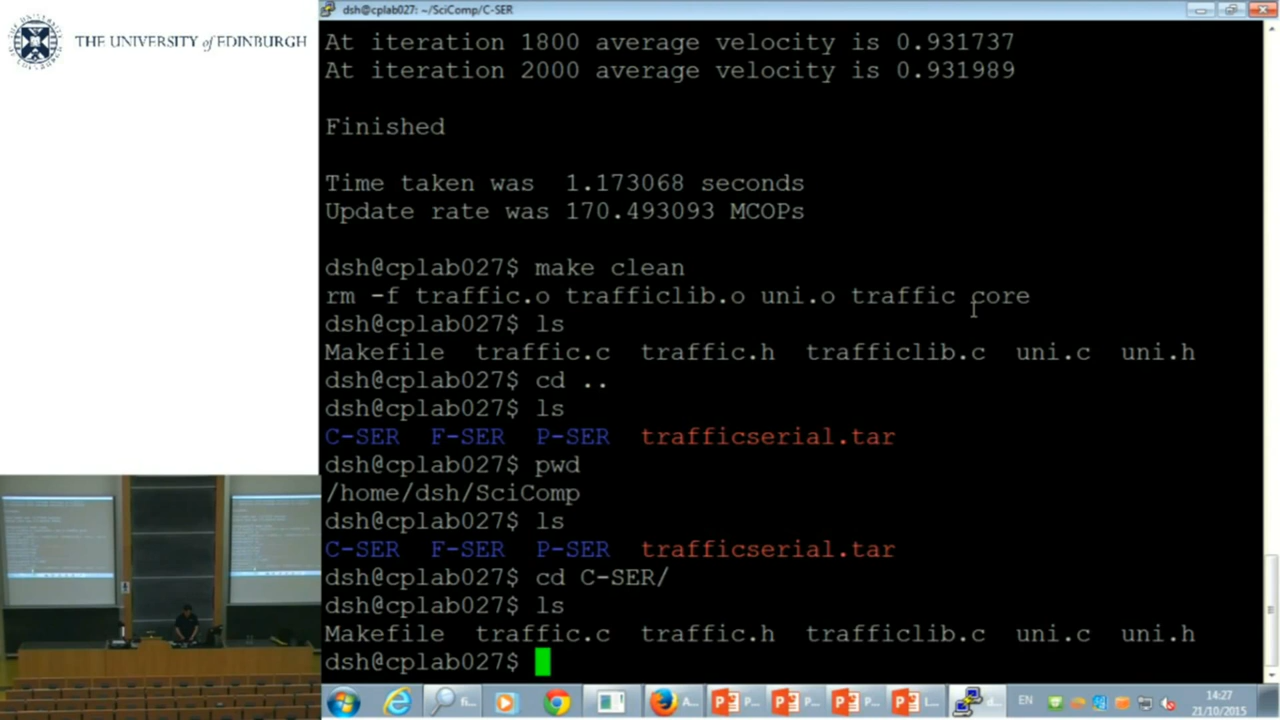 THE UNIVERSITY of EDINBURGH
dsh@cplab027: ~/SciComp/C-SER
At iteration 1800 average velocity is 0.931737
At iteration 2000 average velocity is 0.931989
Finished
Time taken was 1.173068 seconds
Update rate was 170.493093 MCOPs
dsh@cplab027$ make clean
rm -f traffic.o trafficlib.o uni.o traffic core
dsh@cplab027$ ls
Makefile traffic.c traffic.h trafficlib.c uni.c uni.h
dsh@cplab027$ cd ..
dsh@cplab027$ ls
C-SER F-SER P-SER trafficserial.tar
dsh@cplab027$ pwd
/home/dsh/SciComp
dsh@cplab027$ ls
C-SER F-SER P-SER trafficserial.tar
dsh@cplab027$ cd C-SER/
dsh@cplab027$ ls
Makefile traffic.c traffic.h trafficlib.c uni.c uni.h
dsh@cplab027$
fi... A... P... P... P... L... d... EN 14:27
21/10/2015